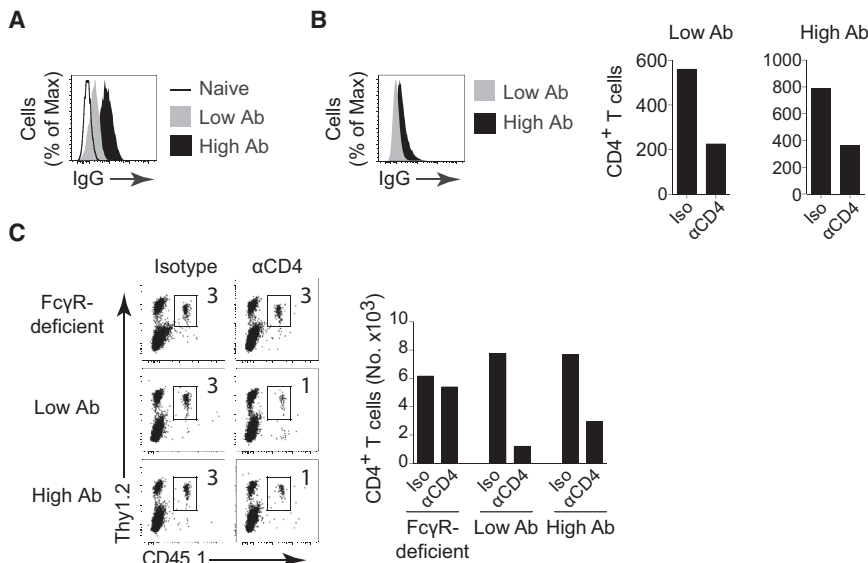 A
Cells
(% of Max)
IgG
Naive
Low Ab
High Ab
B
Cells
(% of Max)
IgG
Low Ab
High Ab
CD4+ T cells
Low Ab
600
400
200
0
Iso
αCD4
High Ab
1000
800
600
400
200
0
Iso
αCD4
C
Isotype
αCD4
FcγR-
deficient
3
3
Low Ab
3
1
High Ab
3
1
Thy1.2
CD45.1
CD4+ T cells (No. x103)
10
8
6
4
2
0
Iso
αCD4
Iso
αCD4
Iso
αCD4
FcγR-
deficient
Low Ab
High Ab